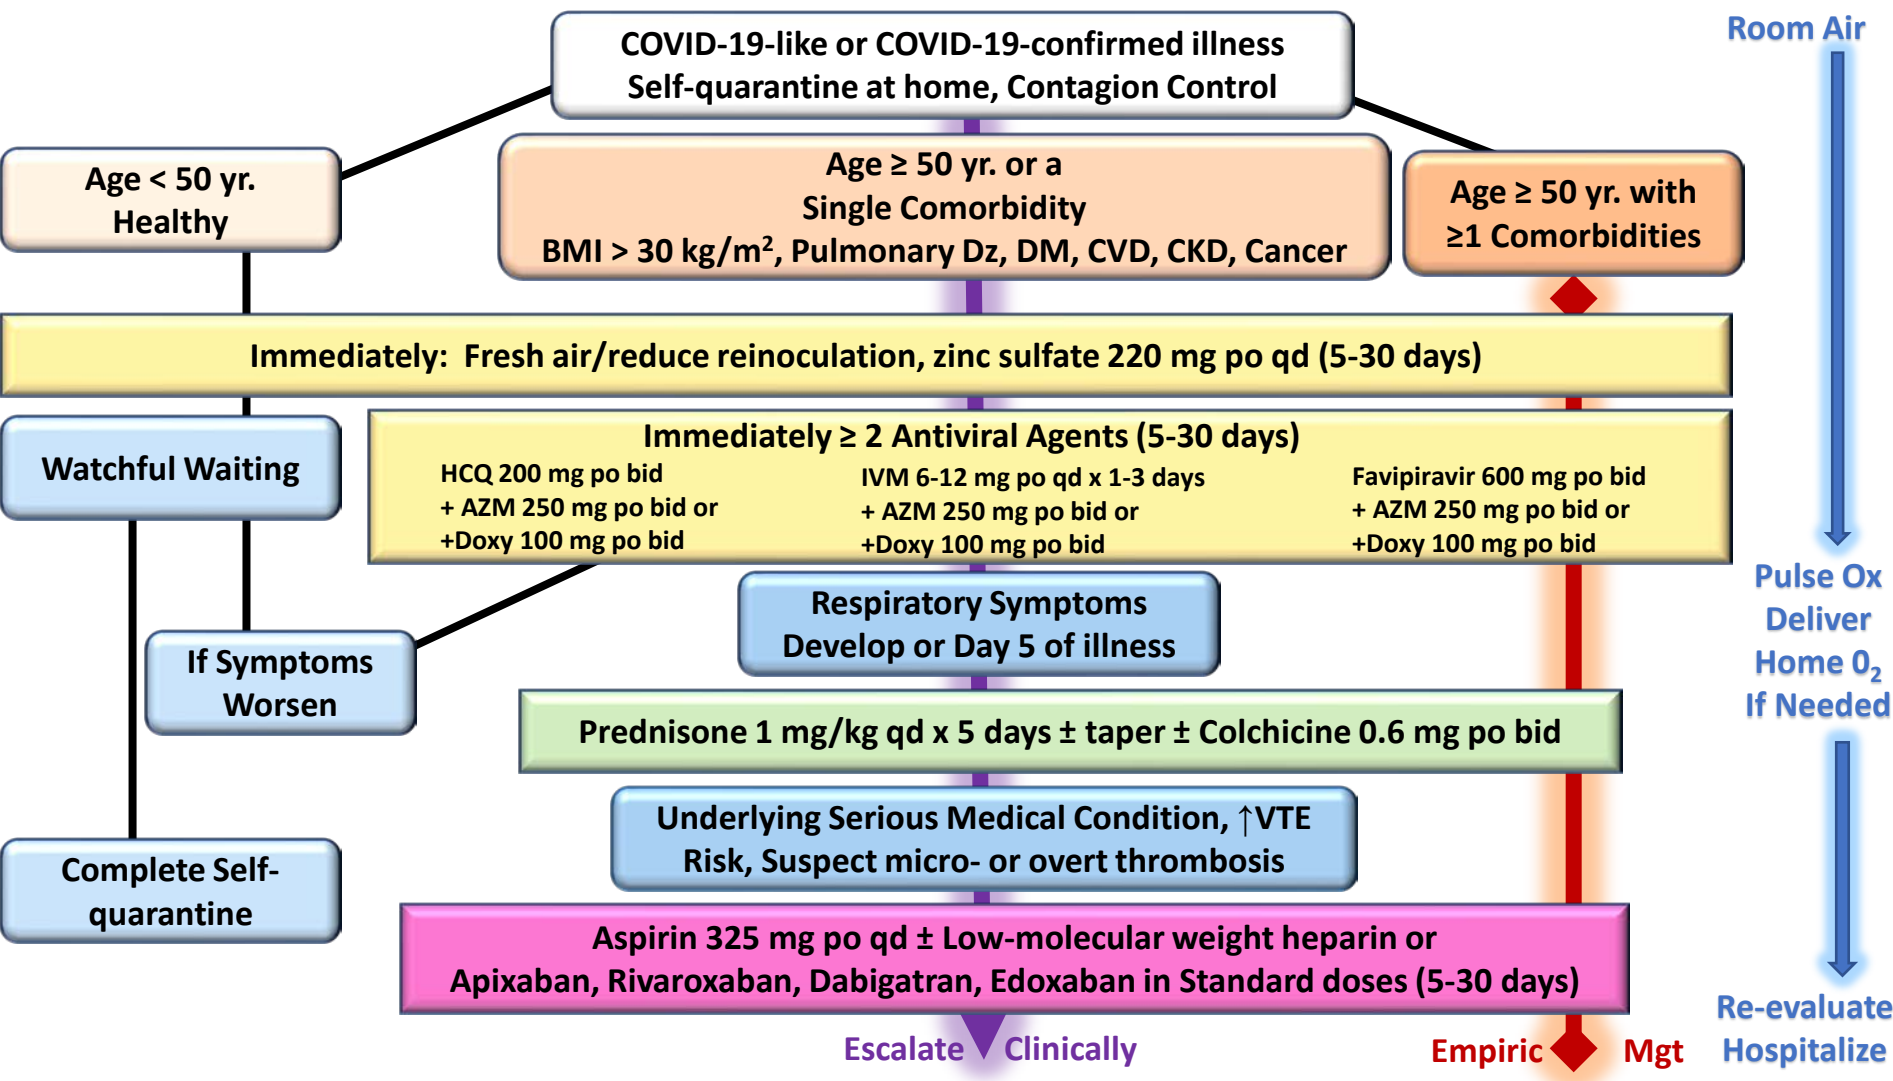 COVID-19-like or COVID-19-confirmed illness
Self-quarantine at home, Contagion Control
Room Air
Age < 50 yr.
Healthy
Age ≥ 50 yr. or a
Single Comorbidity
BMI > 30 kg/m², Pulmonary Dz, DM, CVD, CKD, Cancer
Age ≥ 50 yr. with
≥1 Comorbidities
Immediately: Fresh air/reduce reinoculation, zinc sulfate 220 mg po qd (5-30 days)
Watchful Waiting
Immediately ≥ 2 Antiviral Agents (5-30 days)
HCQ 200 mg po bid
+ AZM 250 mg po bid or
+Doxy 100 mg po bid
IVM 6-12 mg po qd x 1-3 days
+ AZM 250 mg po bid or
+Doxy 100 mg po bid
Favipiravir 600 mg po bid
+ AZM 250 mg po bid or
+Doxy 100 mg po bid
Pulse Ox
Deliver
Home 0₂
If Needed
Respiratory Symptoms
Develop or Day 5 of illness
If Symptoms
Worsen
Prednisone 1 mg/kg qd x 5 days ± taper ± Colchicine 0.6 mg po bid
Underlying Serious Medical Condition, ↑VTE
Risk, Suspect micro- or overt thrombosis
Complete Self-
quarantine
Aspirin 325 mg po qd ± Low-molecular weight heparin or
Apixaban, Rivaroxaban, Dabigatran, Edoxaban in Standard doses (5-30 days)
Escalate Clinically
Empiric Mgt
Re-evaluate
Hospitalize